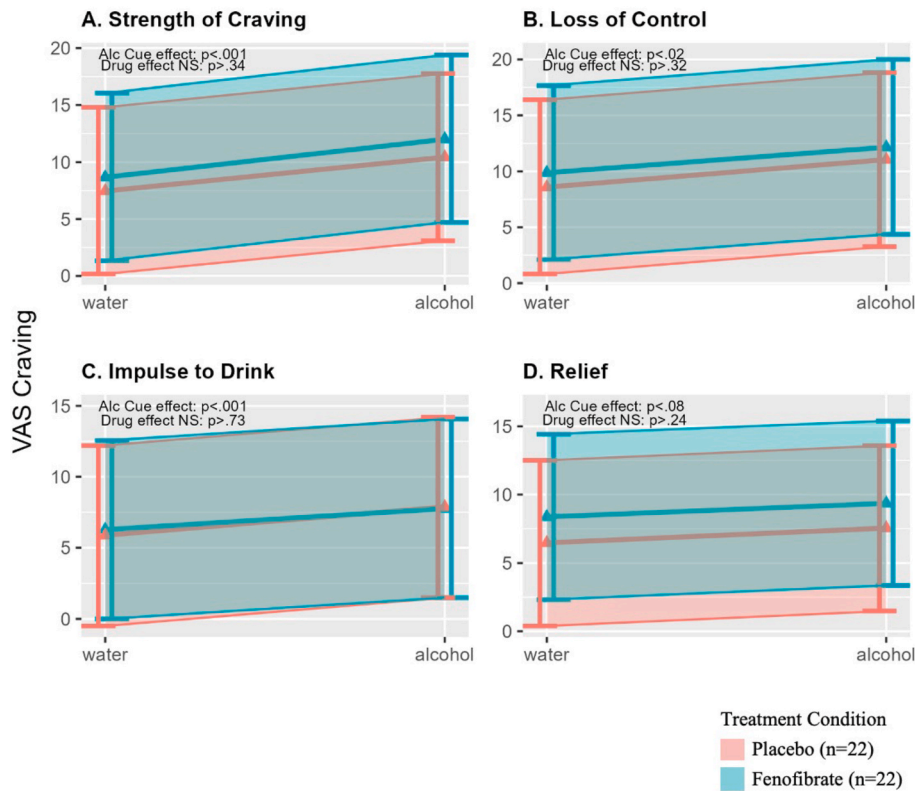 A. Strength of Craving
Alc Cue effect: p<.001
Drug effect NS: p>.34
20
15
10
5
0
water
alcohol
B. Loss of Control
Alc Cue effect: p<.02
Drug effect NS: p>.32
20
15
10
5
0
water
alcohol
VAS Craving
C. Impulse to Drink
Alc Cue effect: p<.001
Drug effect NS: p>.73
15
10
5
0
water
alcohol
D. Relief
Alc Cue effect: p<.08
Drug effect NS: p>.24
15
10
5
0
water
alcohol
Treatment Condition
Placebo (n=22)
Fenofibrate (n=22)